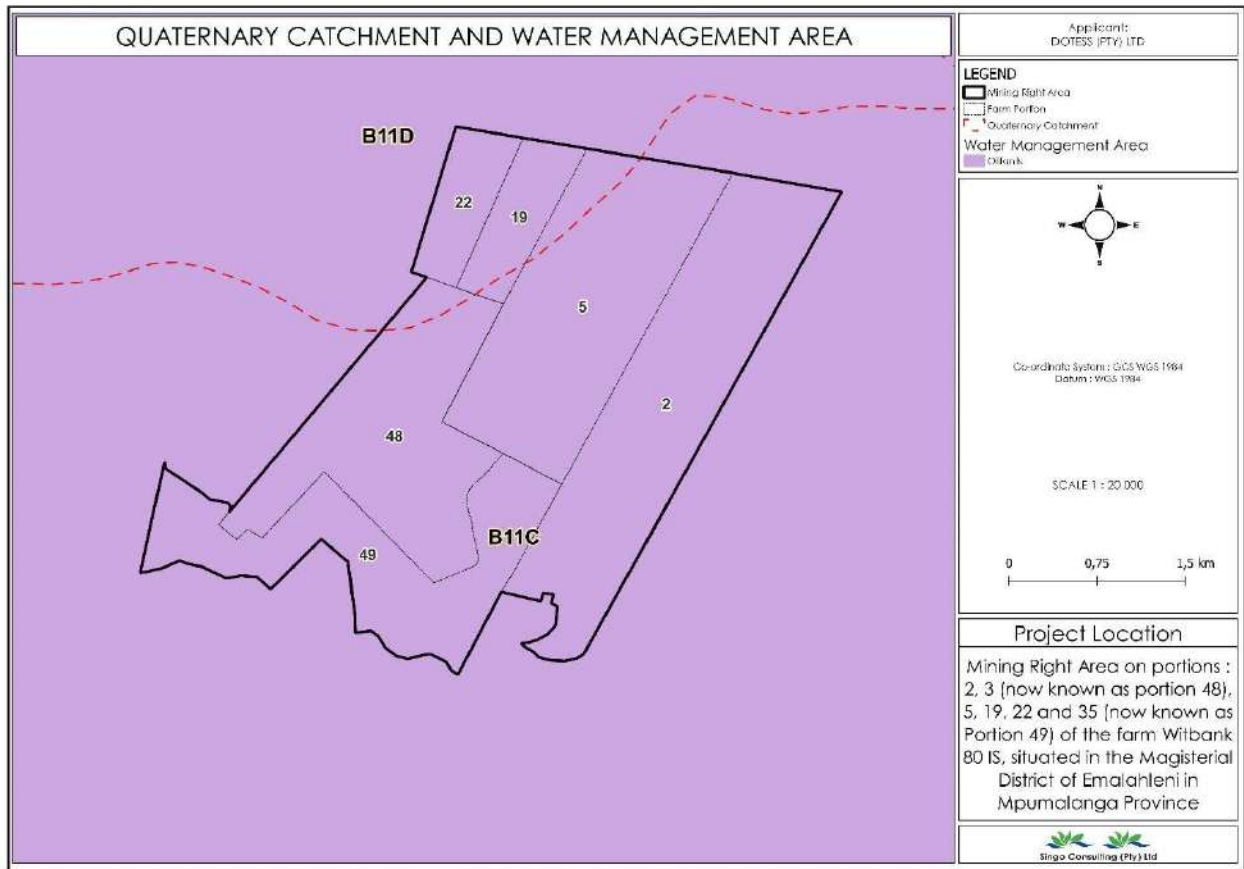 QUATERNARY CATCHMENT AND WATER MANAGEMENT AREA
B11D
22
19
5
2
48
49
B11C
Applicant:
DOTESS (PTY) LTD
LEGEND
Mining Right Area
Farm Portion
Quaternary Catchment
Water Management Area
Olifants
N
W
E
S
Co-ordinate System : GCS WGS 1984
Datum : WGS 1984
SCALE 1 : 20 000
0 0,75 1,5 km
Project Location
Mining Right Area on portions :
2, 3 (now known as portion 48),
5, 19, 22 and 35 (now known as
Portion 49) of the farm Witbank
80 IS, situated in the Magisterial
District of Emalahleni in
Mpumalanga Province
Singo Consulting (Pty) Ltd